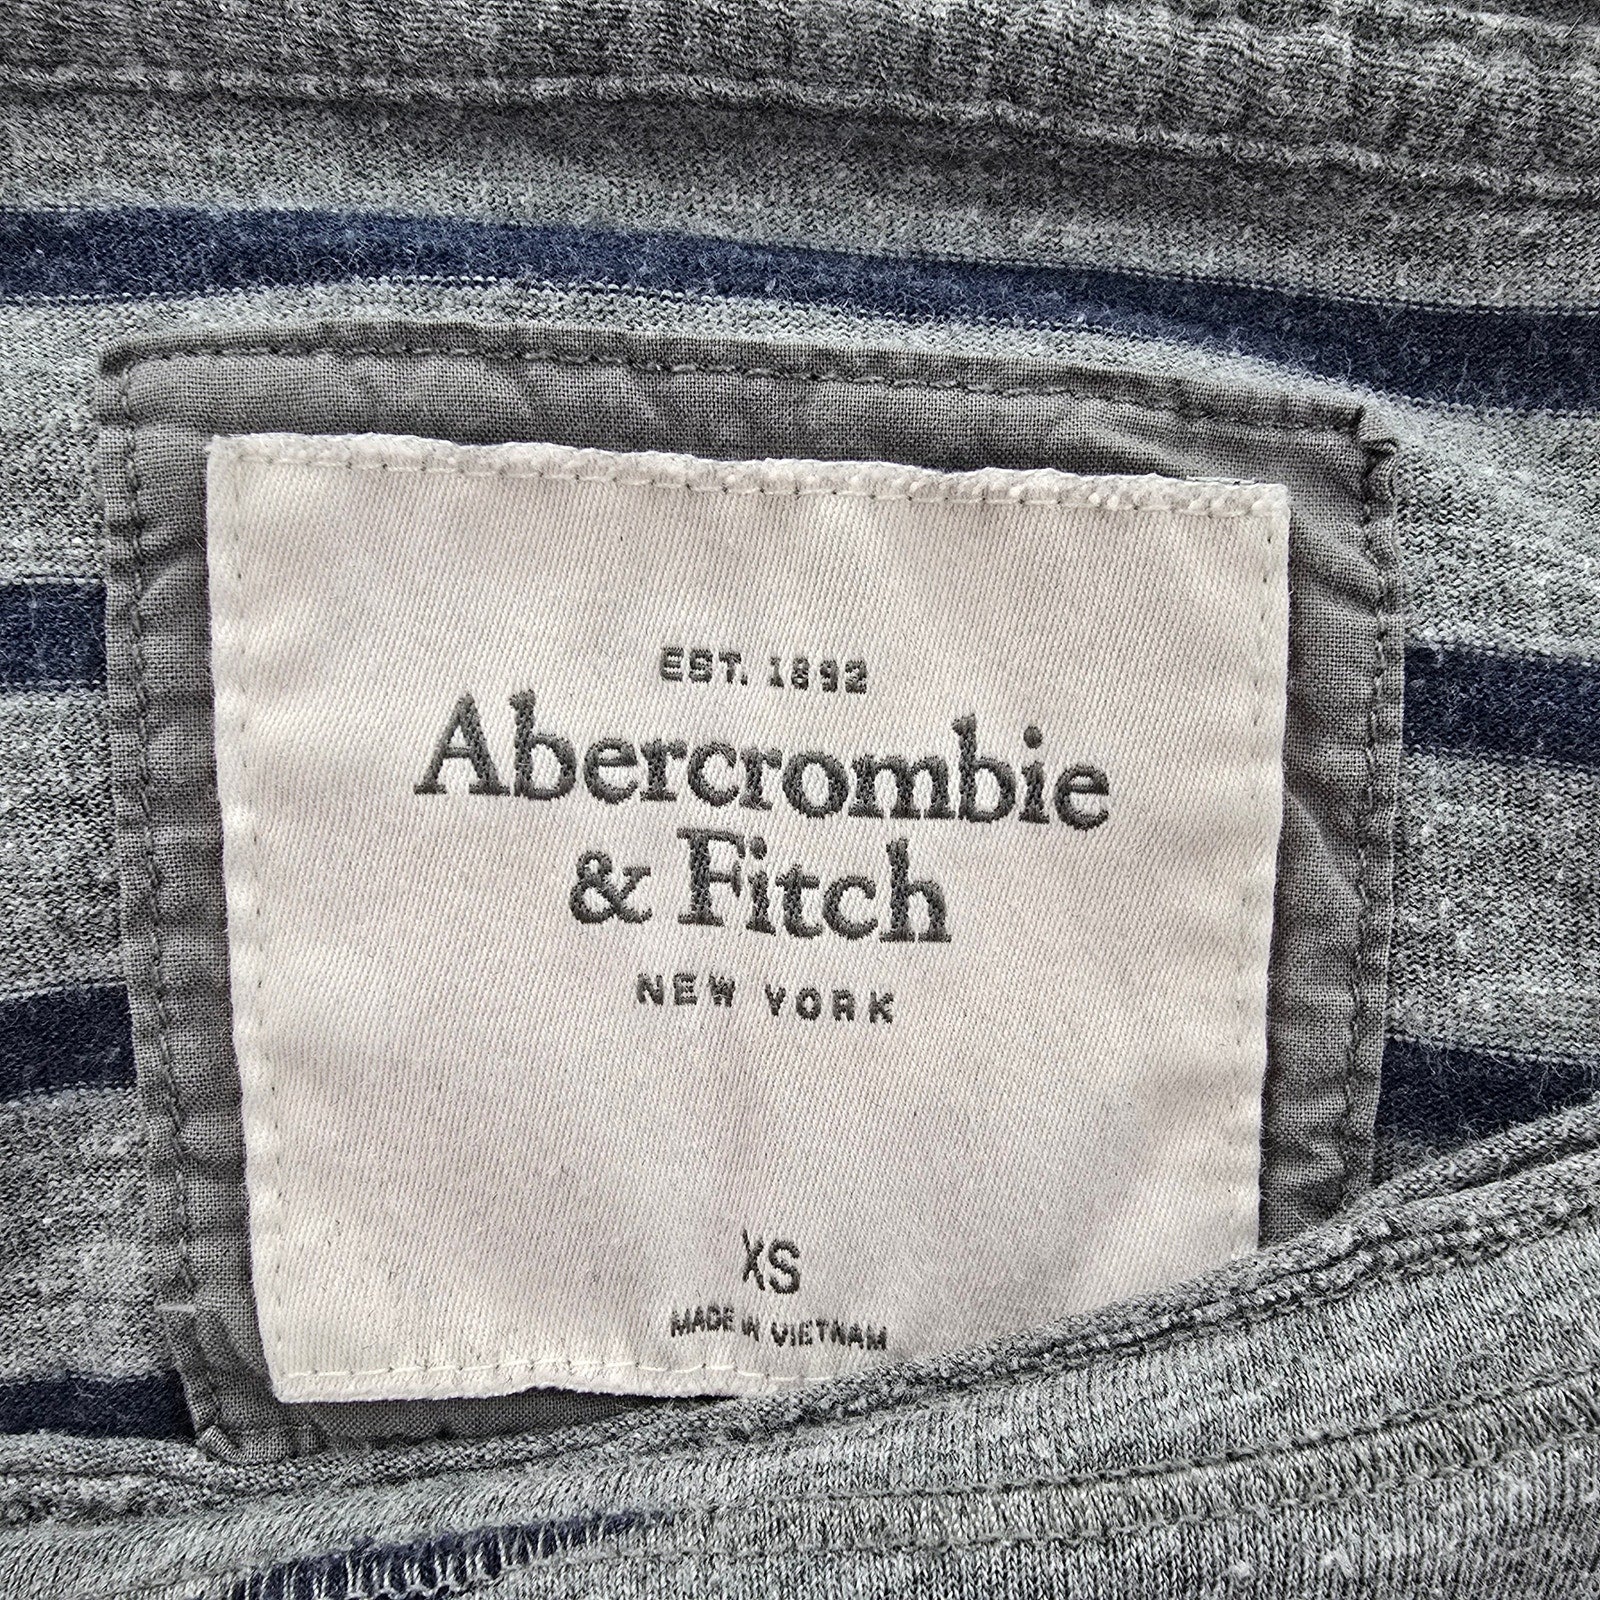 EST. 1892
Abercrombie
& Fitch
NEW YORK
XS
MADE IN VIETNAM